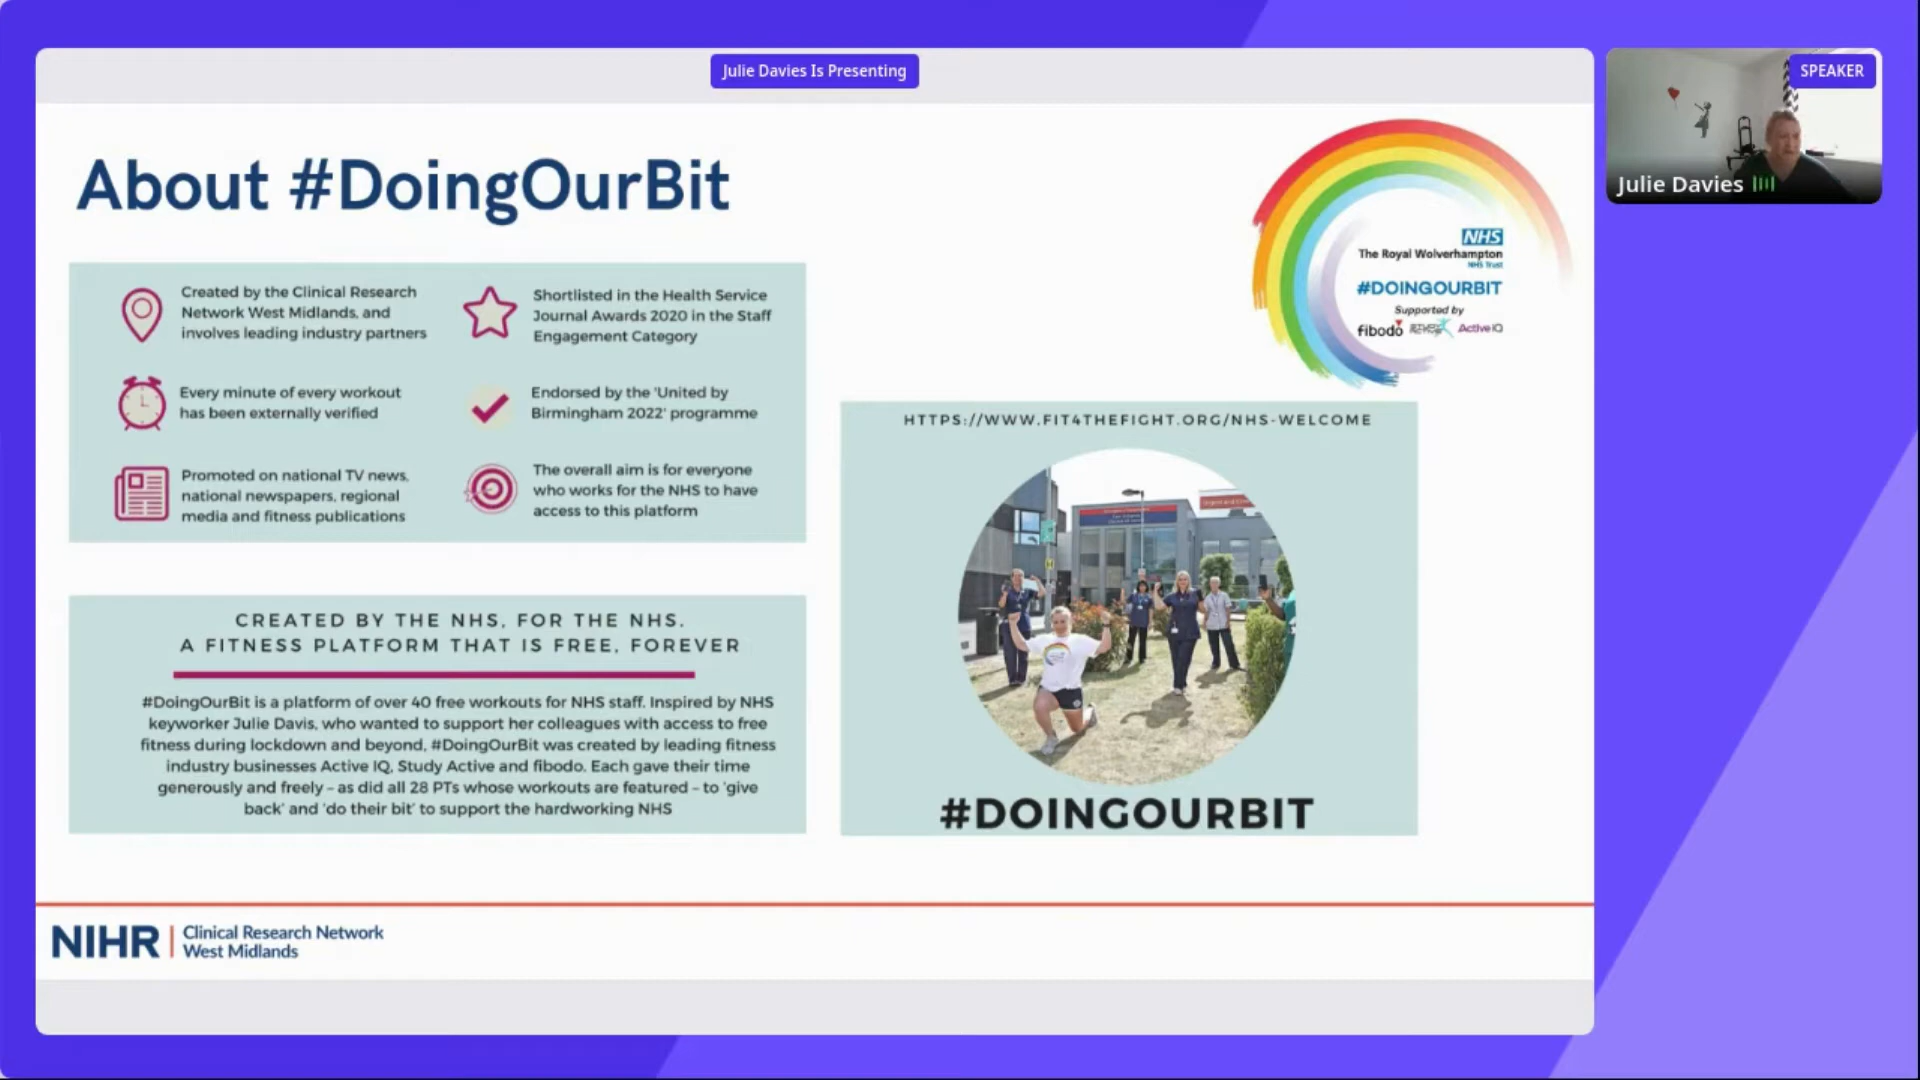 Julie Davies Is Presenting
SPEAKER
Julie Davies
About #DoingOurBit
NHS
The Royal Wolverhampton
NHS Trust
#DOINGOURBIT
Supported by
fibodo
Active IQ
Created by the Clinical Research
Network West Midlands, and
involves leading industry partners
Shortlisted in the Health Service
Journal Awards 2020 in the Staff
Engagement Category
Every minute of every workout
has been externally verified
Endorsed by the 'United by
Birmingham 2022' programme
Promoted on national TV news,
national newspapers, regional
media and fitness publications
The overall aim is for everyone
who works for the NHS to have
access to this platform
CREATED BY THE NHS, FOR THE NHS.
A FITNESS PLATFORM THAT IS FREE, FOREVER
#DoingOurBit is a platform of over 40 free workouts for NHS staff. Inspired by NHS
keyworker Julie Davis, who wanted to support her colleagues with access to free
fitness during lockdown and beyond, #DoingOurBit was created by leading fitness
industry businesses Active IQ, Study Active and fibodo. Each gave their time
generously and freely – as did all 28 PTs whose workouts are featured – to 'give
back' and 'do their bit' to support the hardworking NHS
HTTPS://WWW.FIT4THEFIGHT.ORG/NHS-WELCOME
#DOINGOURBIT
NIHR
Clinical Research Network
West Midlands